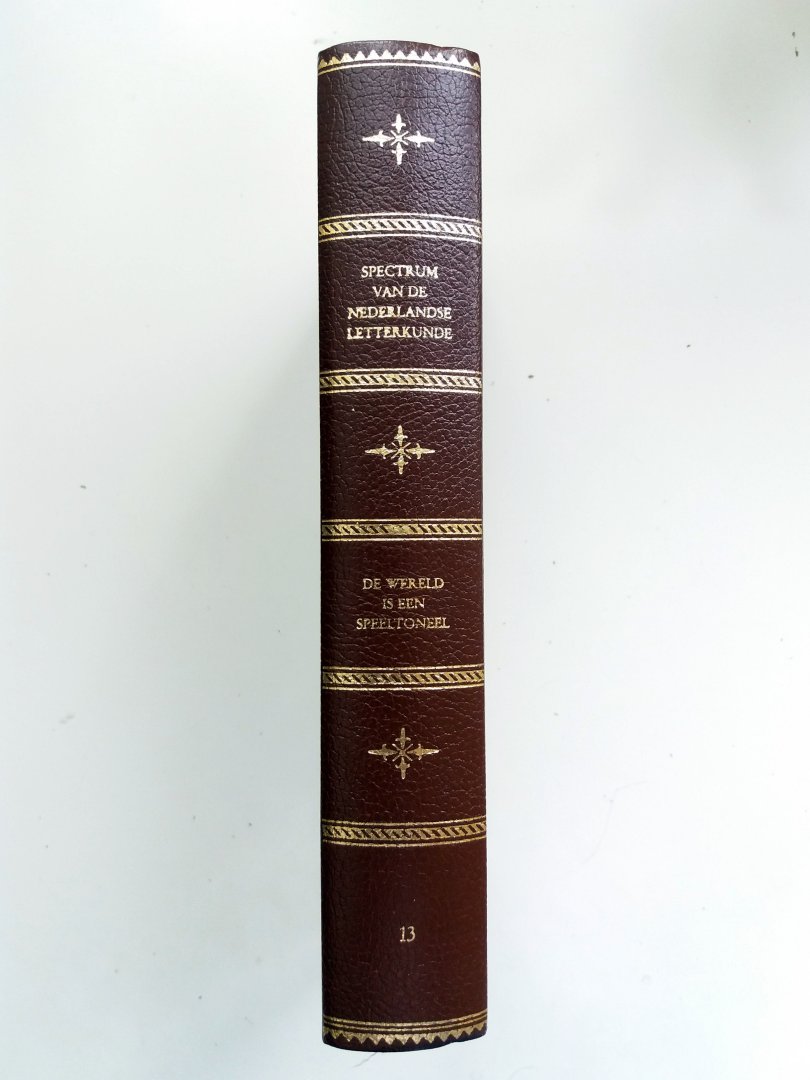 SPECTRUM
VAN DE
NEDERLANDSE
LETTERKUNDE
DE WERELD
IS EEN
SPEELTONEEL
13